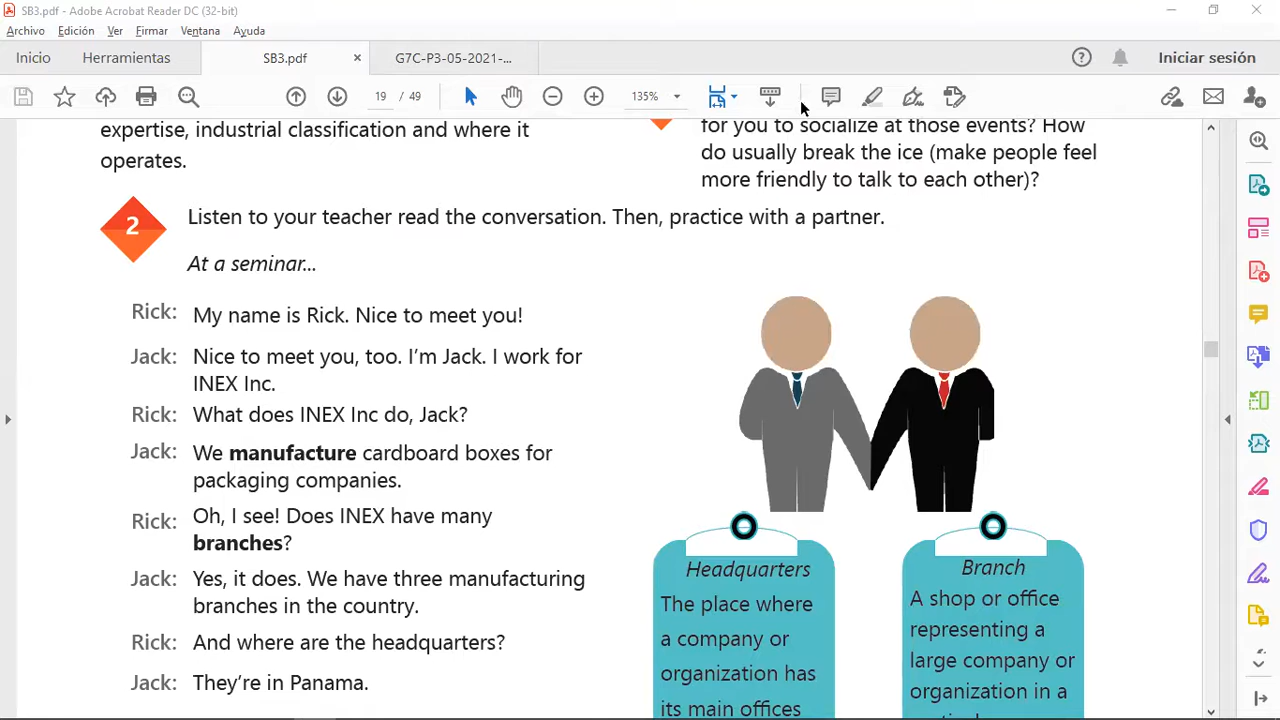 SB3.pdf - Adobe Acrobat Reader DC (32-bit)
Archivo Edición Ver Firmar Ventana Ayuda
Inicio Herramientas SB3.pdf × G7C-P3-05-2021-... Iniciar sesión
19 / 49 135%
expertise, industrial classification and where it
operates.
for you to socialize at those events? How
do usually break the ice (make people feel
more friendly to talk to each other)?
2 Listen to your teacher read the conversation. Then, practice with a partner.
At a seminar...
Rick: My name is Rick. Nice to meet you!
Jack: Nice to meet you, too. I'm Jack. I work for
INEX Inc.
Rick: What does INEX Inc do, Jack?
Jack: We manufacture cardboard boxes for
packaging companies.
Rick: Oh, I see! Does INEX have many
branches?
Jack: Yes, it does. We have three manufacturing
branches in the country.
Rick: And where are the headquarters?
Jack: They're in Panama.
Headquarters
The place where
a company or
organization has
its main offices
Branch
A shop or office
representing a
large company or
organization in a